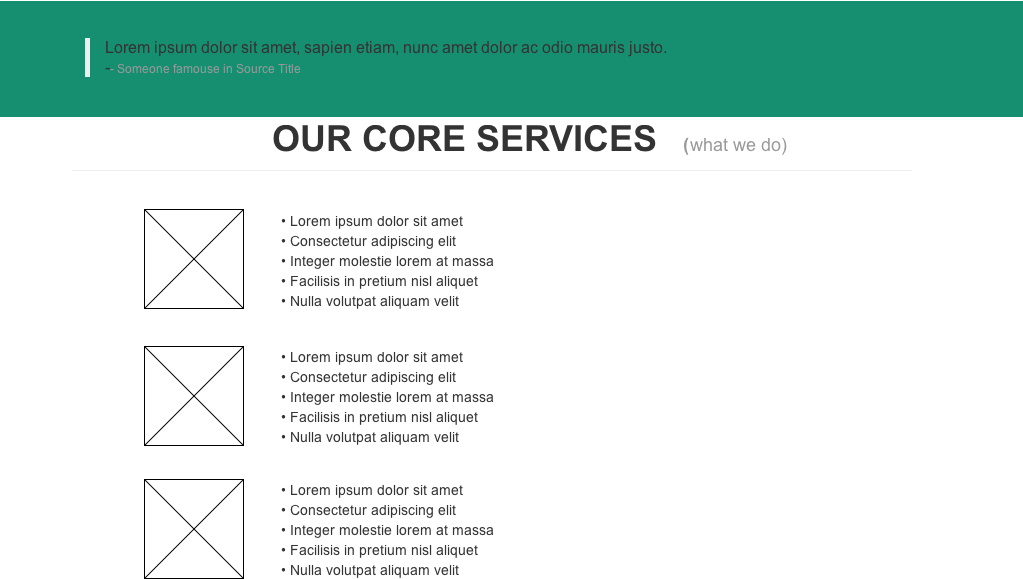 Lorem ipsum dolor sit amet, sapien etiam, nunc amet dolor ac odio mauris justo.
-- Someone famouse in Source Title
OUR CORE SERVICES (what we do)
• Lorem ipsum dolor sit amet
• Consectetur adipiscing elit
• Integer molestie lorem at massa
• Facilisis in pretium nisl aliquet
• Nulla volutpat aliquam velit
• Lorem ipsum dolor sit amet
• Consectetur adipiscing elit
• Integer molestie lorem at massa
• Facilisis in pretium nisl aliquet
• Nulla volutpat aliquam velit
• Lorem ipsum dolor sit amet
• Consectetur adipiscing elit
• Integer molestie lorem at massa
• Facilisis in pretium nisl aliquet
• Nulla volutpat aliquam velit